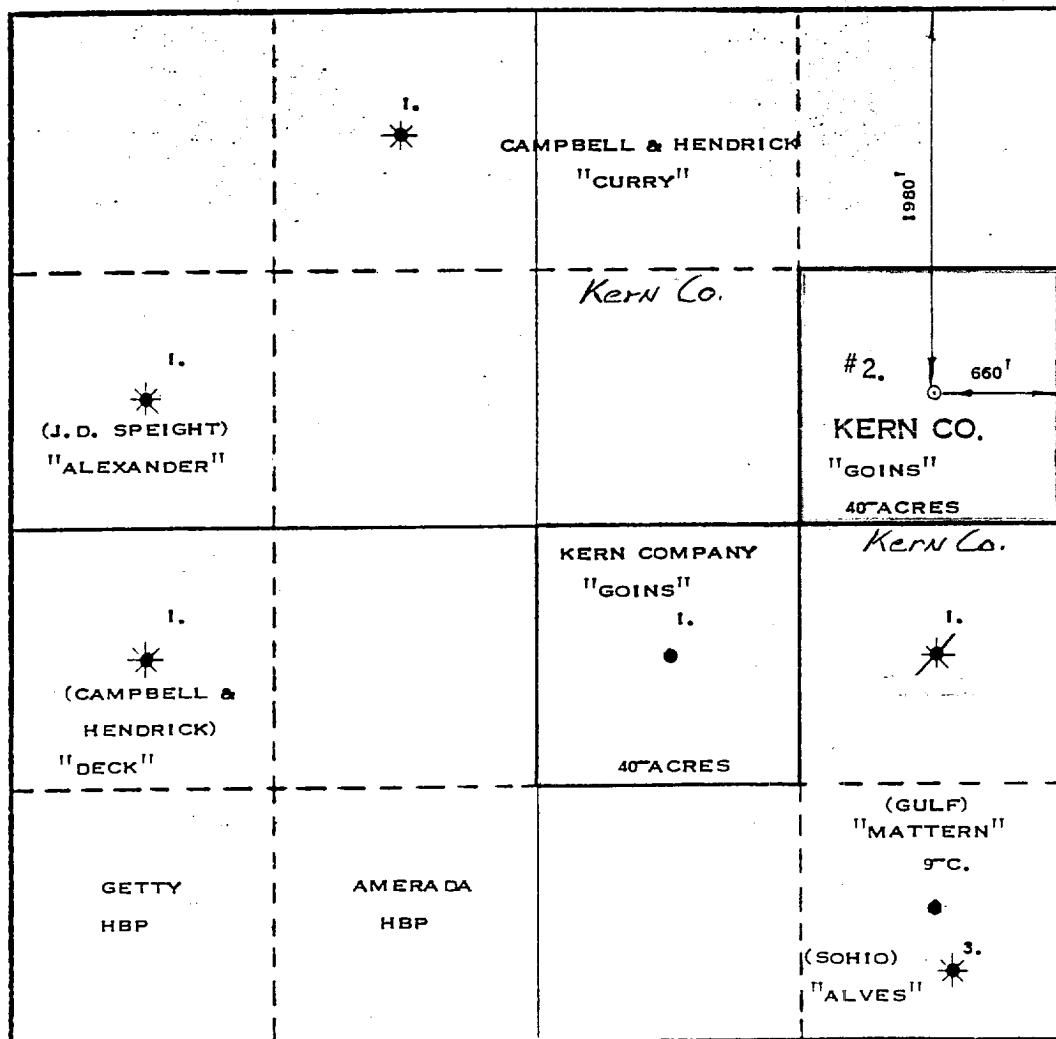 1.
CAMPBELL & HENDRICK
"CURRY"
1980'
Kern Co.
1.
(J.D. SPEIGHT)
"ALEXANDER"
#2.
660'
KERN CO.
"GOINS"
40-ACRES
Kern Co.
1.
(CAMPBELL &
HENDRICK)
"DECK"
KERN COMPANY
"GOINS"
1.
40-ACRES
1.
GETTY
HBP
AMERADA
HBP
(GULF)
"MATTERN"
9-C.
3.
(SOHIO)
"ALVES"